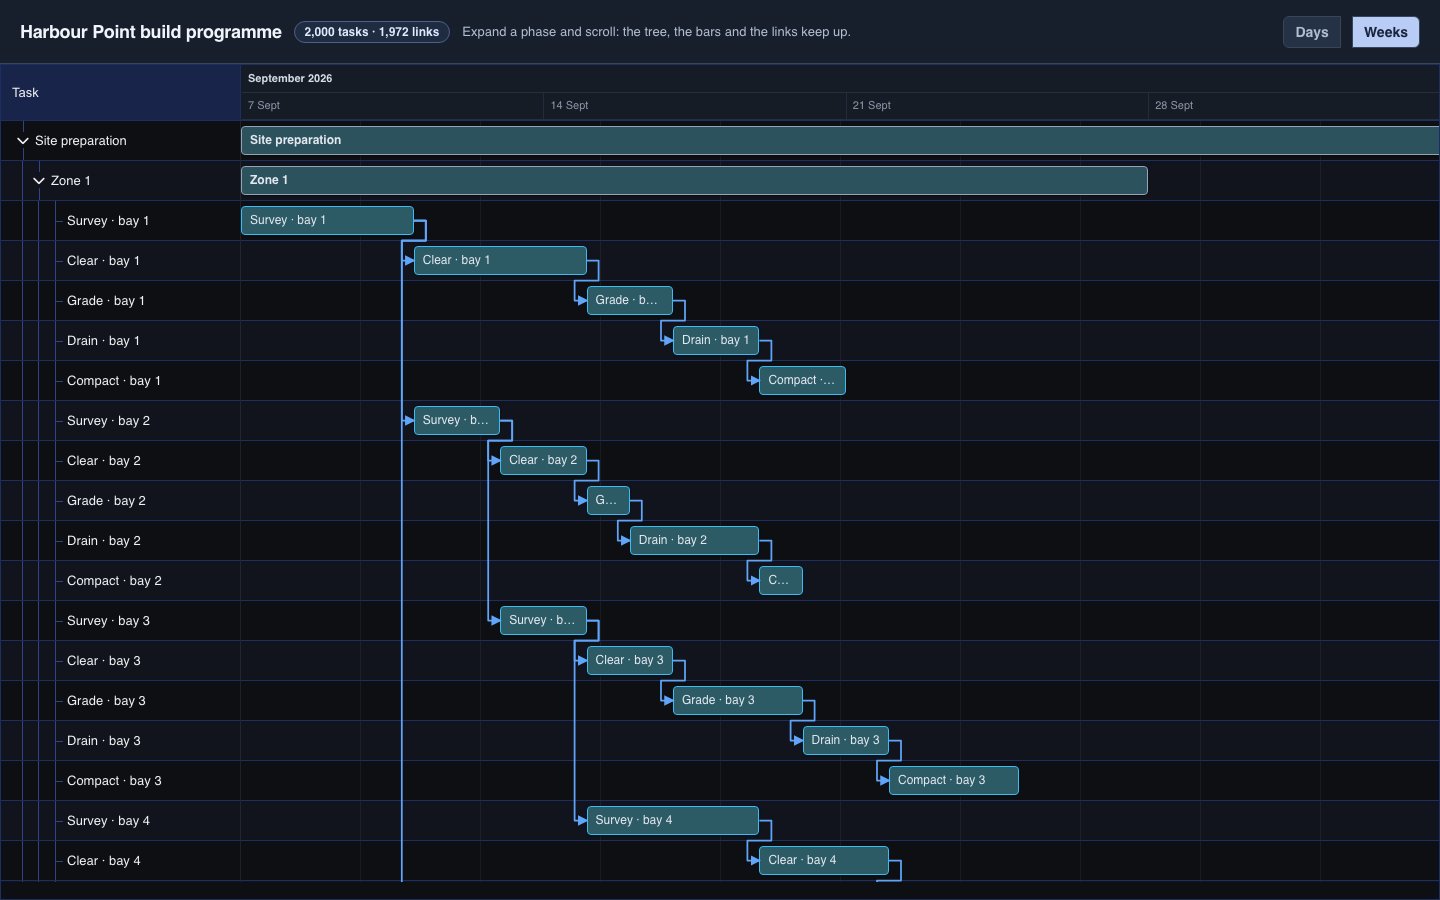 Harbour Point build programme
2,000 tasks · 1,972 links
Expand a phase and scroll: the tree, the bars and the links keep up.
Days
Weeks
Task
September 2026
7 Sept
14 Sept
21 Sept
28 Sept
Site preparation
Site preparation
Zone 1
Zone 1
Survey · bay 1
Survey · bay 1
Clear · bay 1
Clear · bay 1
Grade · bay 1
Grade · b…
Drain · bay 1
Drain · bay 1
Compact · bay 1
Compact ·…
Survey · bay 2
Survey · b…
Clear · bay 2
Clear · bay 2
Grade · bay 2
G…
Drain · bay 2
Drain · bay 2
Compact · bay 2
C…
Survey · bay 3
Survey · b…
Clear · bay 3
Clear · bay 3
Grade · bay 3
Grade · bay 3
Drain · bay 3
Drain · bay 3
Compact · bay 3
Compact · bay 3
Survey · bay 4
Survey · bay 4
Clear · bay 4
Clear · bay 4